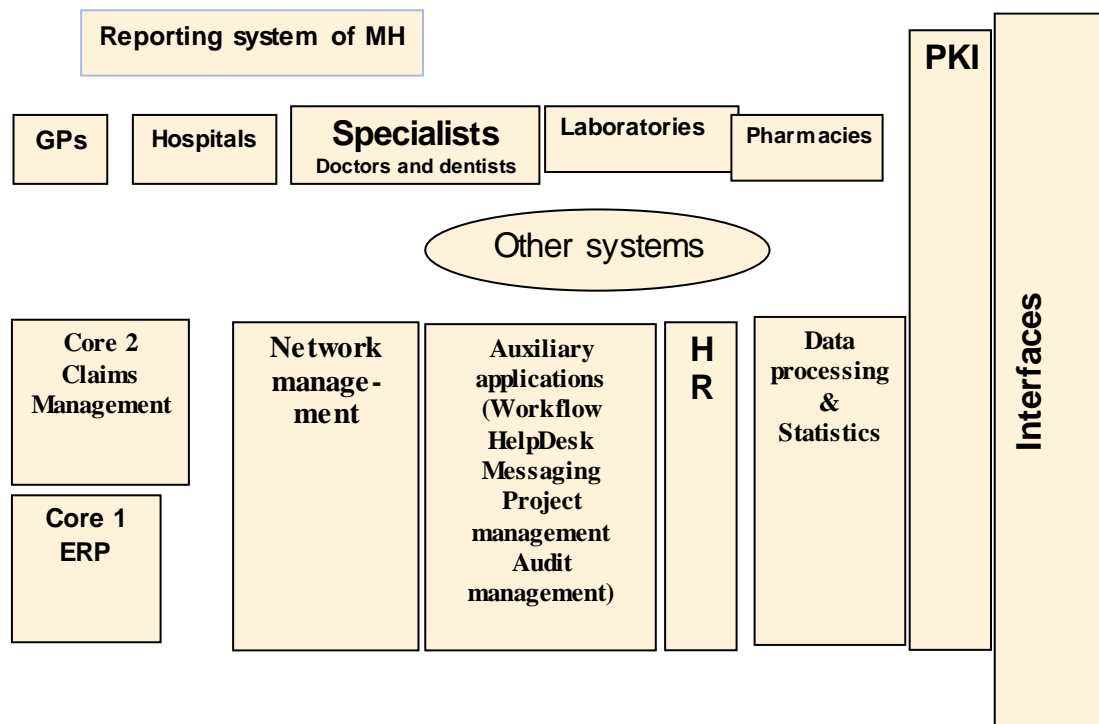 Reporting system of MH
PKI
GPs
Hospitals
Specialists
Doctors and dentists
Laboratories
Pharmacies
Other systems
Core 2
Claims
Management
Core 1
ERP
Network
manage-
ment
Auxiliary
applications
(Workflow
HelpDesk
Messaging
Project
management
Audit
management)
H
R
Data
processing
&
Statistics
Interfaces